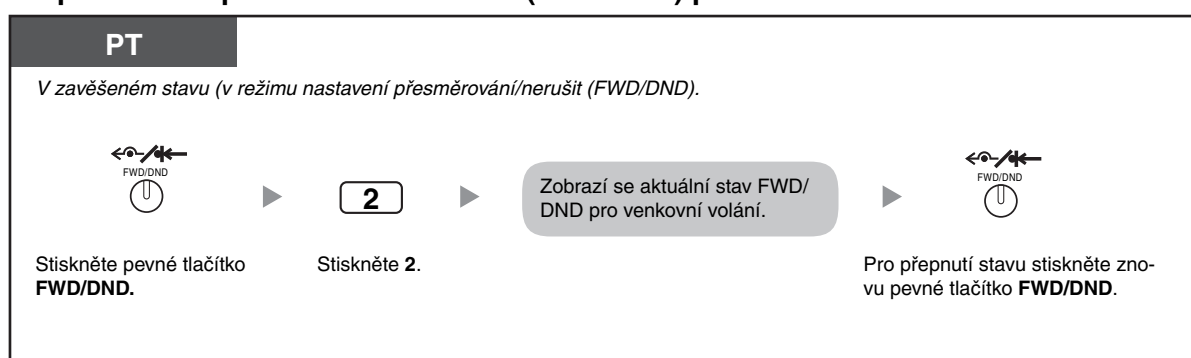 PT
V zavěšeném stavu (v režimu nastavení přesměrování/nerušit (FWD/DND).
FWD/DND
2
Zobrazí se aktuální stav FWD/
DND pro venkovní volání.
FWD/DND
Stiskněte pevné tlačítko
FWD/DND.
Stiskněte 2.
Pro přepnutí stavu stiskněte zno-
vu pevné tlačítko FWD/DND.